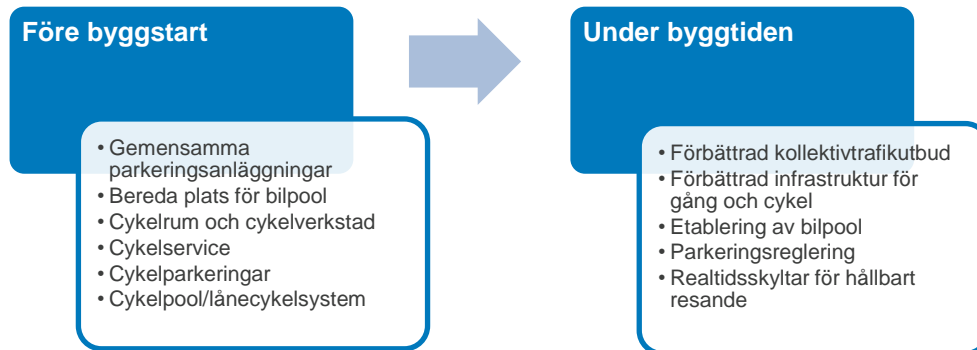 Före byggstart
• Gemensamma
parkeringsanläggningar
• Bereda plats för bilpool
• Cykelrum och cykelverkstad
• Cykelservice
• Cykelparkeringar
• Cykelpool/lånecykelsystem
Under byggtiden
• Förbättrad kollektivtrafikutbud
• Förbättrad infrastruktur för
gång och cykel
• Etablering av bilpool
• Parkeringsreglering
• Realtidsskyltar för hållbart
resande